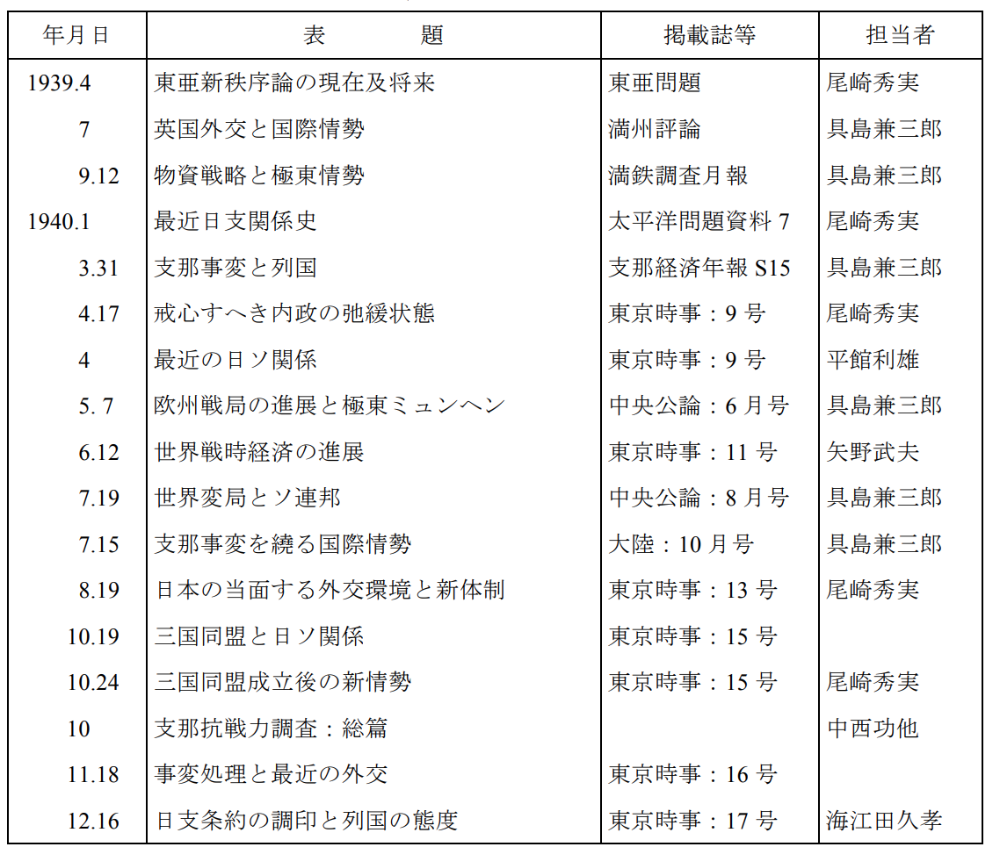 年月日 表 題 掲載誌等 担当者
1939.4 東亜新秩序論の現在及将来 東亜問題 尾崎秀実
7 英国外交と国際情勢 満州評論 具島兼三郎
9.12 物資戦略と極東情勢 満鉄調査月報 具島兼三郎
1940.1 最近日支関係史 太平洋問題資料 7 尾崎秀実
3.31 支那事変と列国 支那経済年報 S15 具島兼三郎
4.17 戒心すへき内政の弛緩状態 東京時事：9 号 尾崎秀実
4 最近の日ソ関係 東京時事：9 号 平館利雄
5. 7 欧州戦局の進展と極東ミュンヘン 中央公論：6 月号 具島兼三郎
6.12 世界戦時経済の進展 東京時事：11 号 矢野武夫
7.19 世界変局とソ連邦 中央公論：8 月号 具島兼三郎
7.15 支那事変を繞る国際情勢 大陸：10 月号 具島兼三郎
8.19 日本の当面する外交環境と新体制 東京時事：13 号 尾崎秀実
10.19 三国同盟と日ソ関係 東京時事：15 号
10.24 三国同盟成立後の新情勢 東京時事：15 号 尾崎秀実
10 支那抗戦力調査：総篇 中西功他
11.18 事変処理と最近の外交 東京時事：16 号
12.16 日支条約の調印と列国の態度 東京時事：17 号 海江田久孝